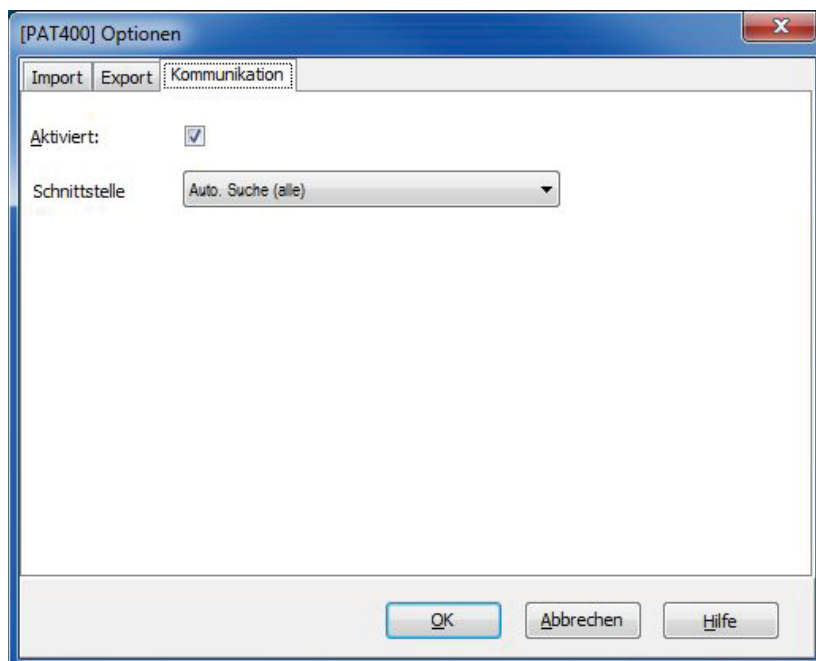 [PAT400] Optionen
Import Export Kommunikation
Aktiviert:
Schnittstelle Auto. Suche (alle)
OK Abbrechen Hilfe